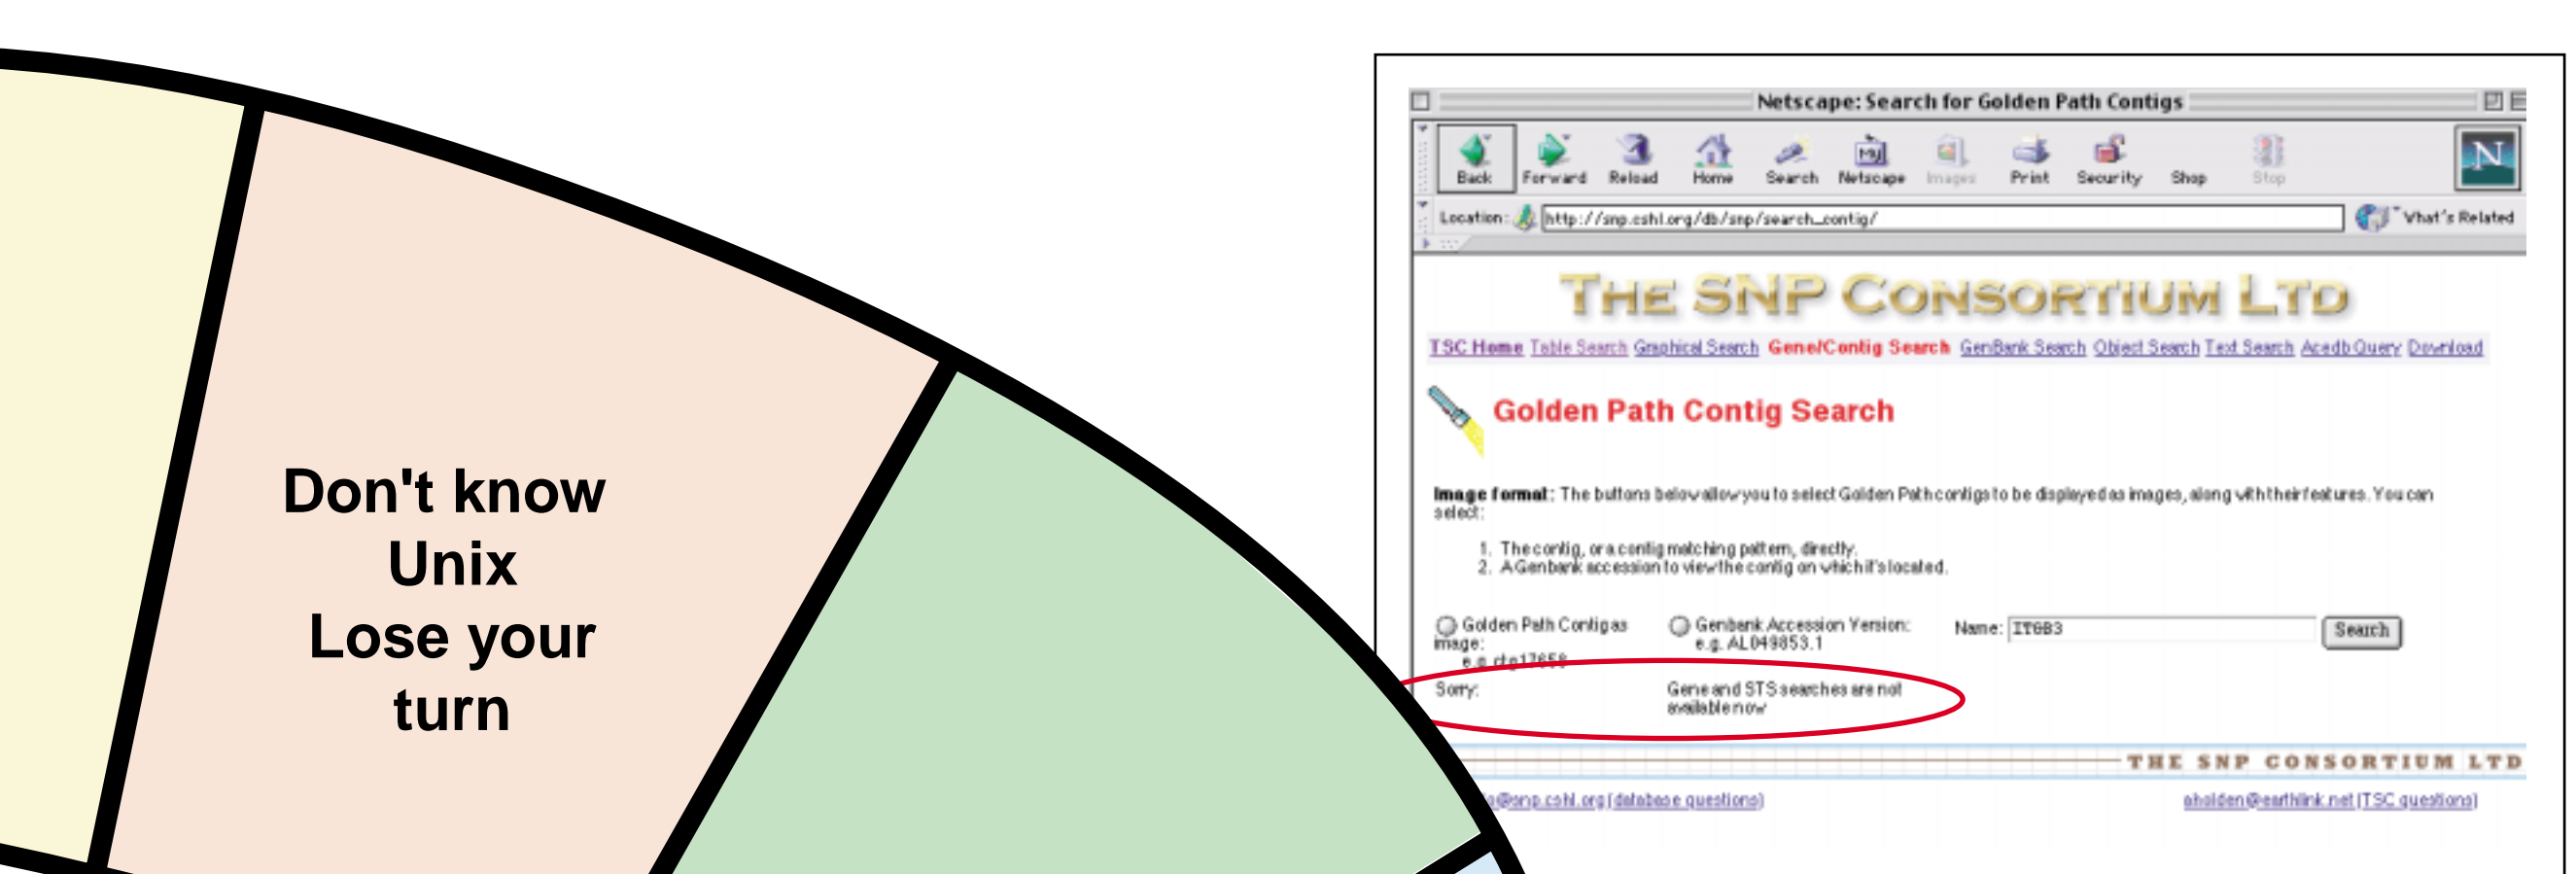 Don't know
Unix
Lose your
turn
Netscape: Search for Golden Path Contigs
Back Forward Reload Home Search Netscape Images Print Security Shop Stop
My
N
Location: http://snp.cshl.org/db/snp/search_contig/ What's Related
THE SNP CONSORTIUM LTD
TSC Home Table Search Graphical Search Gene/Contig Search GenBank Search Object Search Text Search Acedb Query Download
Golden Path Contig Search
Image format: The buttons below allow you to select Golden Path contigs to be displayed as images, along with their features. You can
select:
1. The contig, or a contig matching pattern, directly.
2. A Genbank accession to view the contig on which it's located.
Golden Path Contig as Genbank Accession Version: Name: ITGB3 Search
image: e.g. AL049853.1
e.g. ctg17658
Sorry: Gene and STS searches are not
available now
THE SNP CONSORTIUM LTD
@snp.cshl.org (database questions) aholden@earthlink.net (TSC questions)